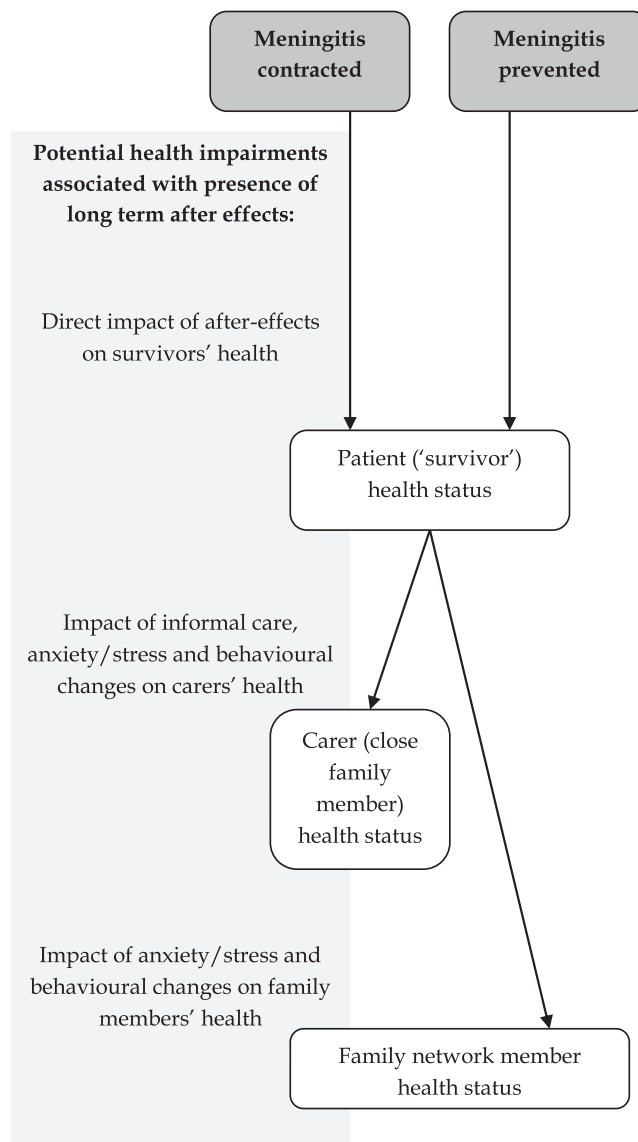 Meningitis
contracted
Meningitis
prevented
Potential health impairments
associated with presence of
long term after effects:
Direct impact of after-effects
on survivors’ health
Patient (‘survivor’)
health status
Impact of informal care,
anxiety/stress and behavioural
changes on carers’ health
Carer (close
family
member)
health status
Impact of anxiety/stress and
behavioural changes on family
members’ health
Family network member
health status